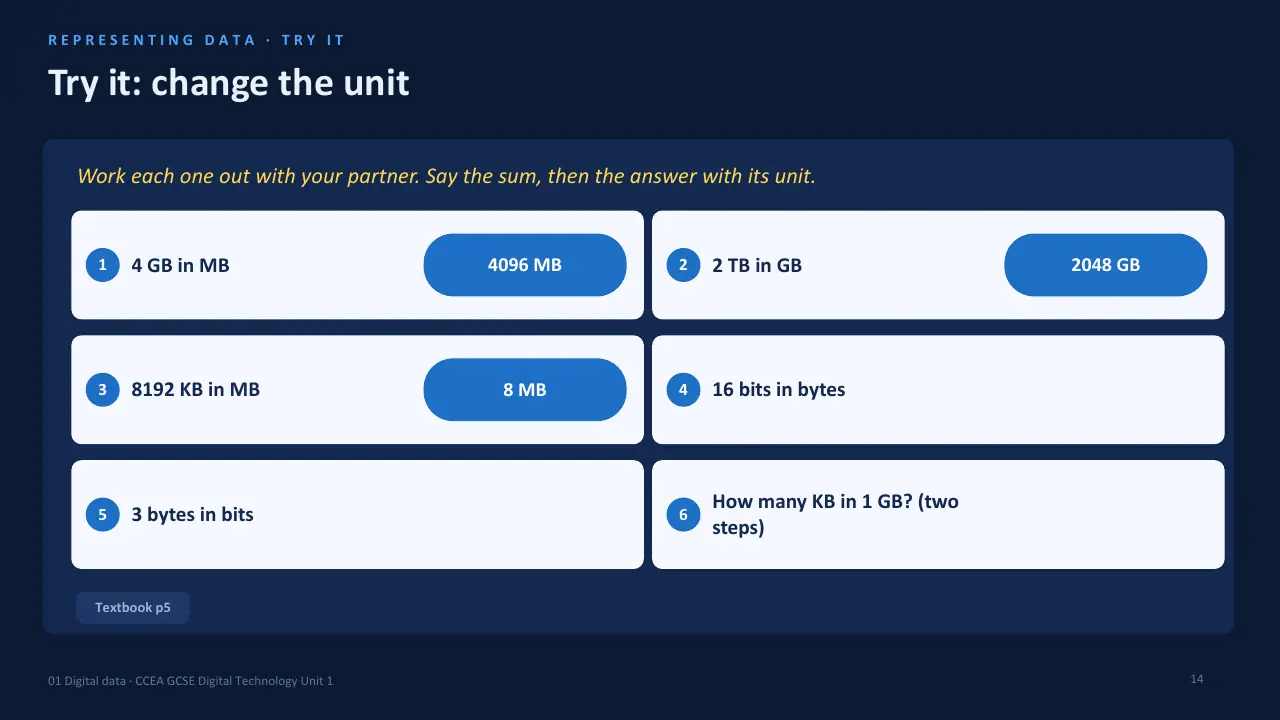 REPRESENTING DATA · TRY IT
Try it: change the unit
Work each one out with your partner. Say the sum, then the answer with its unit.
1 4 GB in MB 4096 MB
2 2 TB in GB 2048 GB
3 8192 KB in MB 8 MB
4 16 bits in bytes
5 3 bytes in bits
6 How many KB in 1 GB? (two
steps)
Textbook p5
01 Digital data · CCEA GCSE Digital Technology Unit 1
14